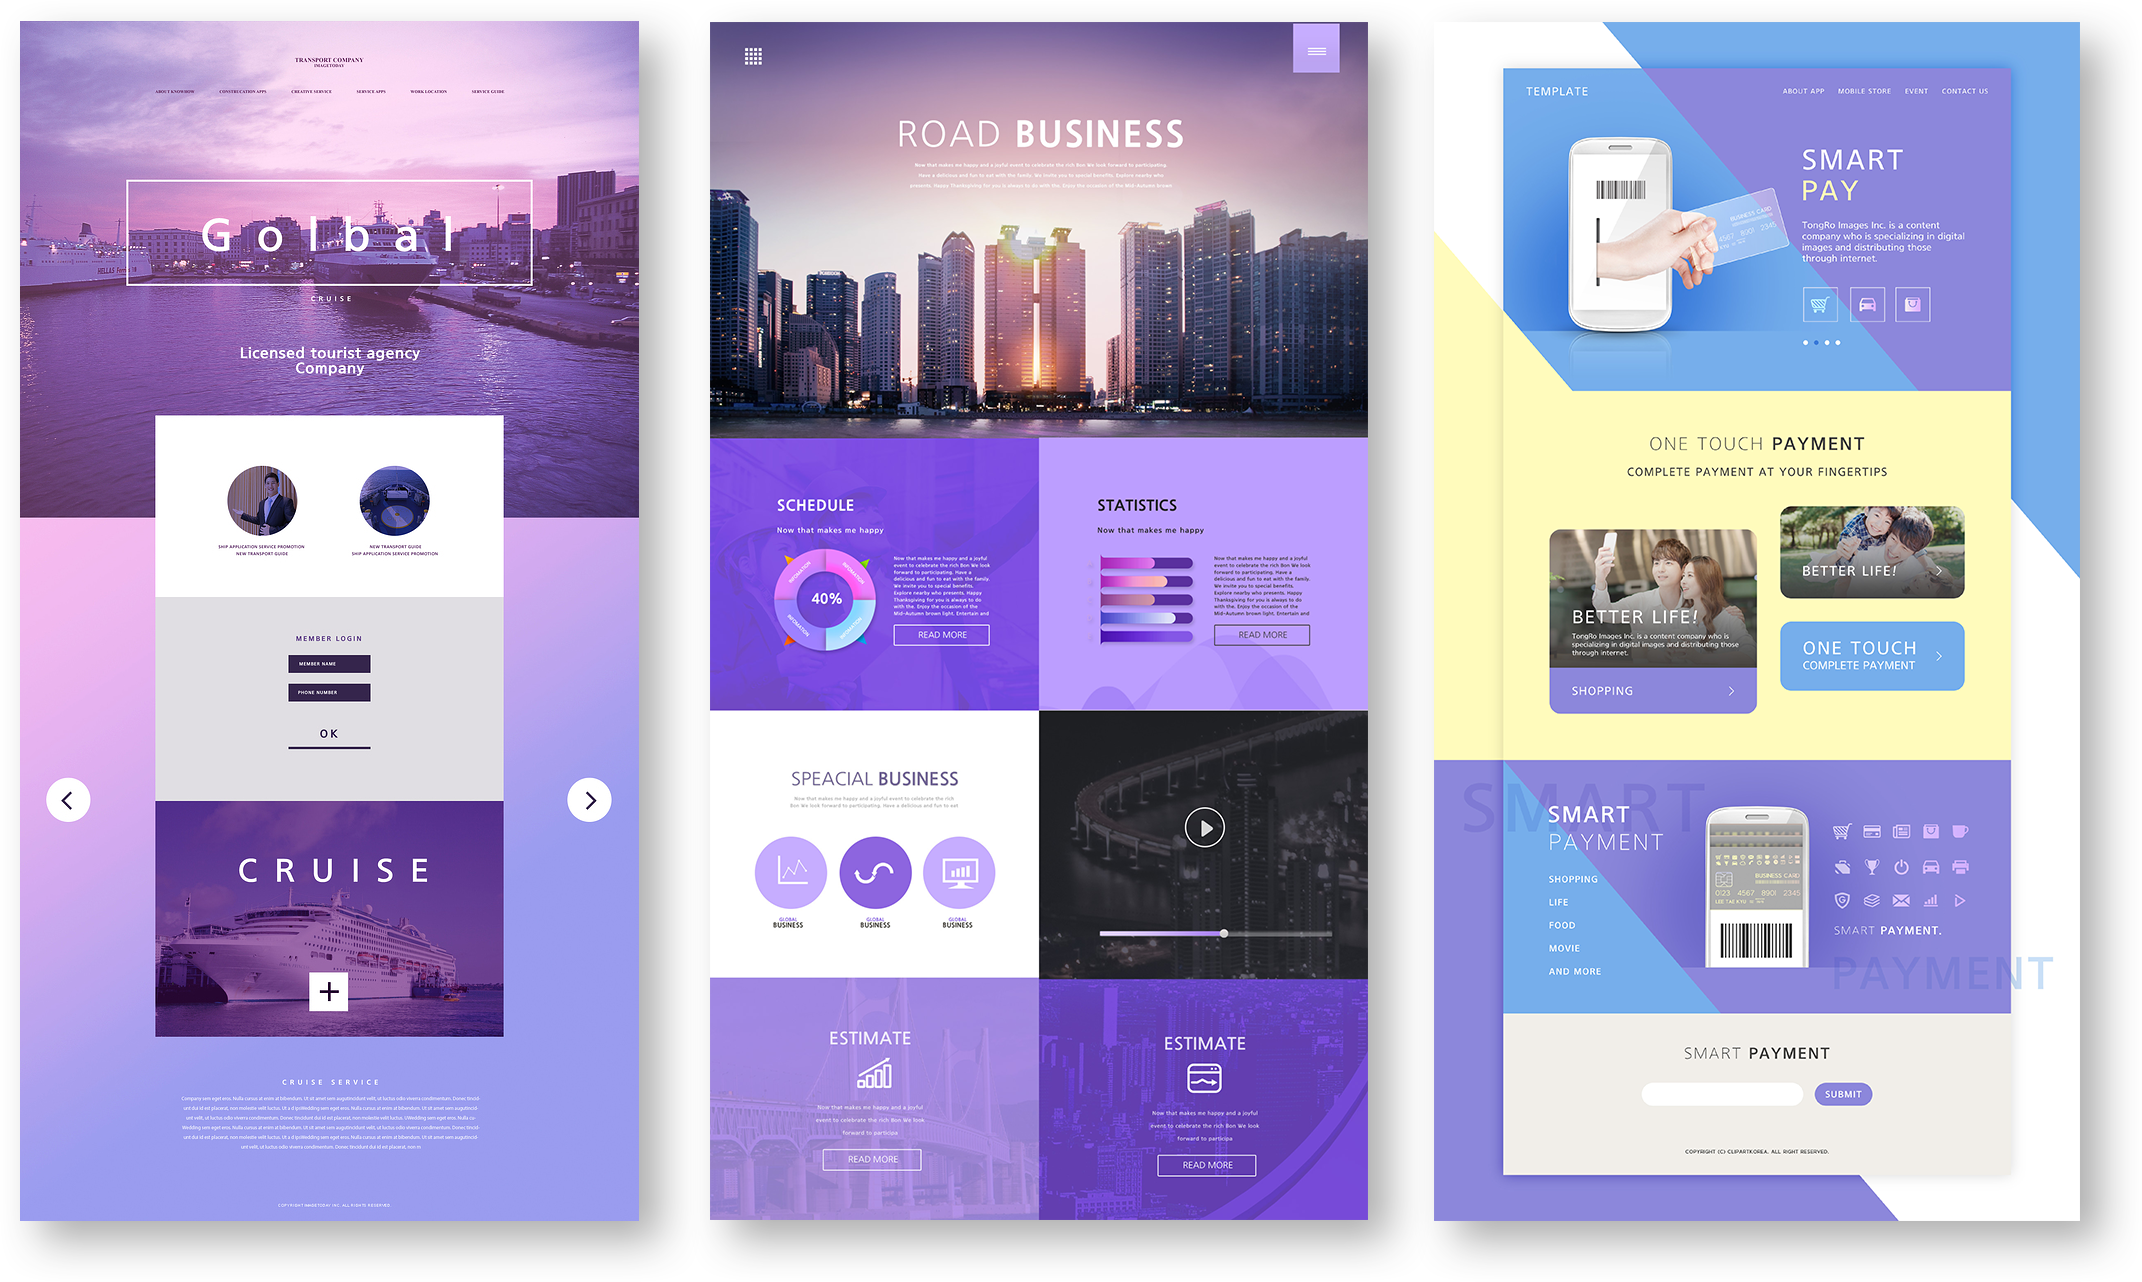 TRANSPORT COMPANY
IMAGETODAY
ABOUT KNOWHOW
CONSTRUCATION APPS
CREATIVE SERVICE
SERVICE APPS
WORK LOCATION
SERVICE GUIDE
Golbal
CRUISE
Licensed tourist agency
Company
SHIP APPLICATION SERVICE PROMOTION
NEW TRANSPORT GUIDE
NEW TRANSPORT GUIDE
SHIP APPLICATION SERVICE PROMOTION
MEMBER LOGIN
MEMBER NAME
PHONE NUMBER
OK
CRUISE
CRUISE SERVICE
COPYRIGHT IMAGETODAY INC. ALL RIGHTS RESERVED
ROAD BUSINESS
Now that makes me happy and a joyful event to celebrate the rich Bon We look forward to participating.
Have a delicious and fun to eat with the family. We invite you to special benefits. Explore nearby who
presents. Happy Thanksgiving for you is always to do with the. Enjoy the occasion of the Mid-Autumn brown
SCHEDULE
Now that makes me happy
INFOMATION
INFOMATION
INFOMATION
INFOMATION
40%
Now that makes me happy and a joyful
event to celebrate the rich Bon We look
forward to participating. Have a
delicious and fun to eat with the family.
We invite you to special benefits.
Explore nearby who presents. Happy
Thanksgiving for you is always to do
with the. Enjoy the occasion of the
Mid-Autumn brown light. Entertain and
READ MORE
STATISTICS
Now that makes me happy
Now that makes me happy and a joyful
event to celebrate the rich Bon We look
forward to participating. Have a
delicious and fun to eat with the family.
We invite you to special benefits.
Explore nearby who presents. Happy
Thanksgiving for you is always to do
with the. Enjoy the occasion of the
Mid-Autumn brown light. Entertain and
READ MORE
SPEACIAL BUSINESS
Now that makes me happy and a joyful event to celebrate the rich
Bon We look forward to participating. Have a delicious and fun to eat
GLOBAL
BUSINESS
GLOBAL
BUSINESS
GLOBAL
BUSINESS
ESTIMATE
Now that makes me happy and a joyful
event to celebrate the rich Bon We look
forward to participa
READ MORE
ESTIMATE
Now that makes me happy and a joyful
event to celebrate the rich Bon We look
forward to participa
READ MORE
TEMPLATE
ABOUT APP
MOBILE STORE
EVENT
CONTACT US
SMART
PAY
BUSINESS CARD
4567 8901 2345
TongRo Images Inc. is a content
company who is specializing in digital
images and distributing those
through internet.
ONE TOUCH PAYMENT
COMPLETE PAYMENT AT YOUR FINGERTIPS
BETTER LIFE!
TongRo Images Inc. is a content company who is
specializing in digital images and distributing those
through internet.
SHOPPING
BETTER LIFE!
ONE TOUCH
COMPLETE PAYMENT
SMART
SMART
PAYMENT
SHOPPING
LIFE
FOOD
MOVIE
AND MORE
BUSINESS CARD
0123 4567 8901 2345
LEE TAE KYU
SMART PAYMENT.
PAYMENT
SMART PAYMENT
SUBMIT
COPYRIGHT (C) CLIPARTKOREA. ALL RIGHT RESERVED.